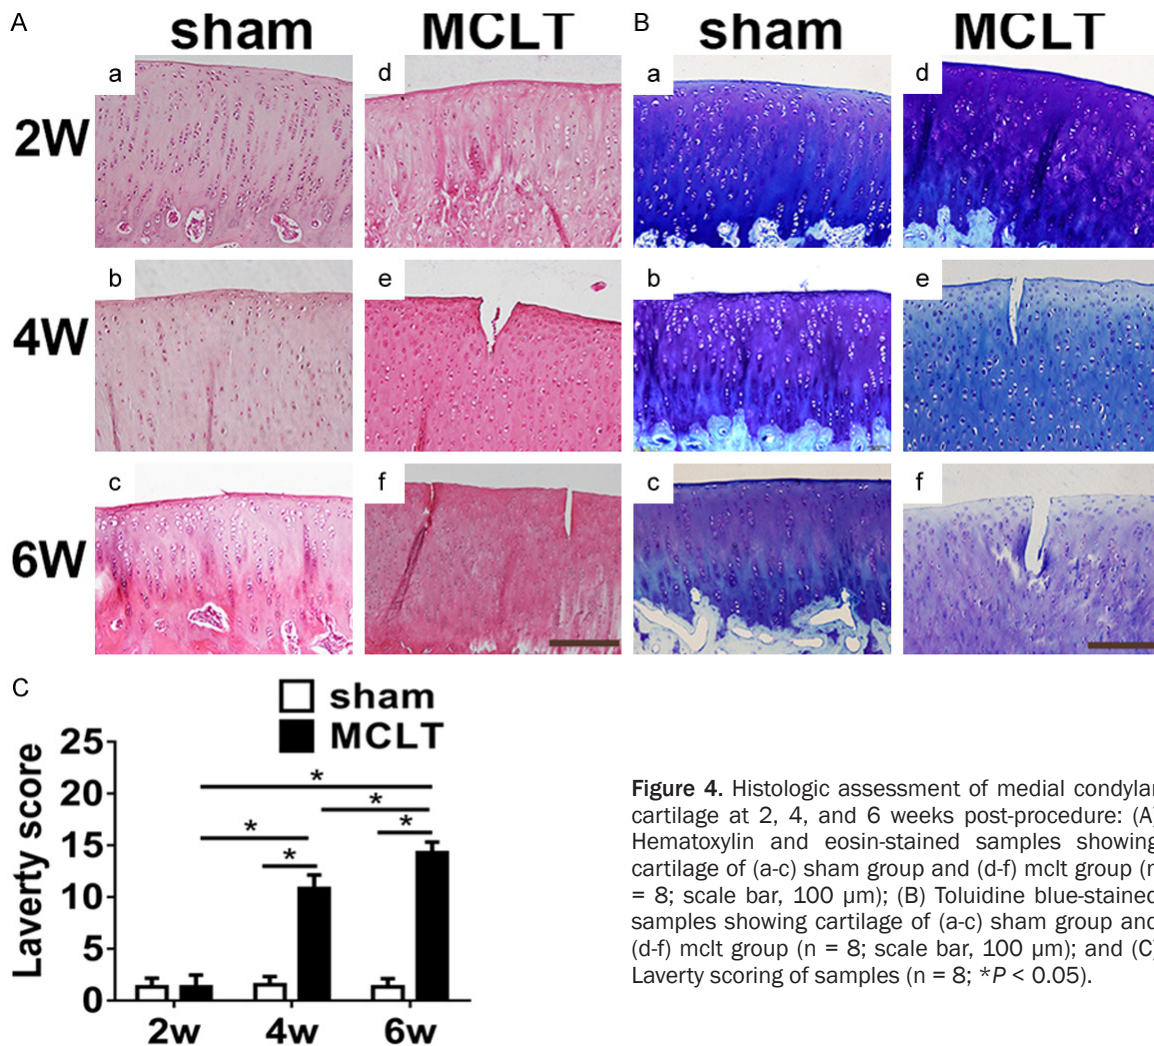 A
sham
MCLT
B
sham
MCLT
2W
a
d
a
d
4W
b
e
b
e
6W
c
f
c
f
C
sham
MCLT
Laverty score
25
20
15
10
5
0
*
*
*
*
*
2w
4w
6w
Figure 4. Histologic assessment of medial condylar
cartilage at 2, 4, and 6 weeks post-procedure: (A)
Hematoxylin and eosin-stained samples showing
cartilage of (a-c) sham group and (d-f) mclt group (n
= 8; scale bar, 100 μm); (B) Toluidine blue-stained
samples showing cartilage of (a-c) sham group and
(d-f) mclt group (n = 8; scale bar, 100 μm); and (C)
Laverty scoring of samples (n = 8; *P < 0.05).